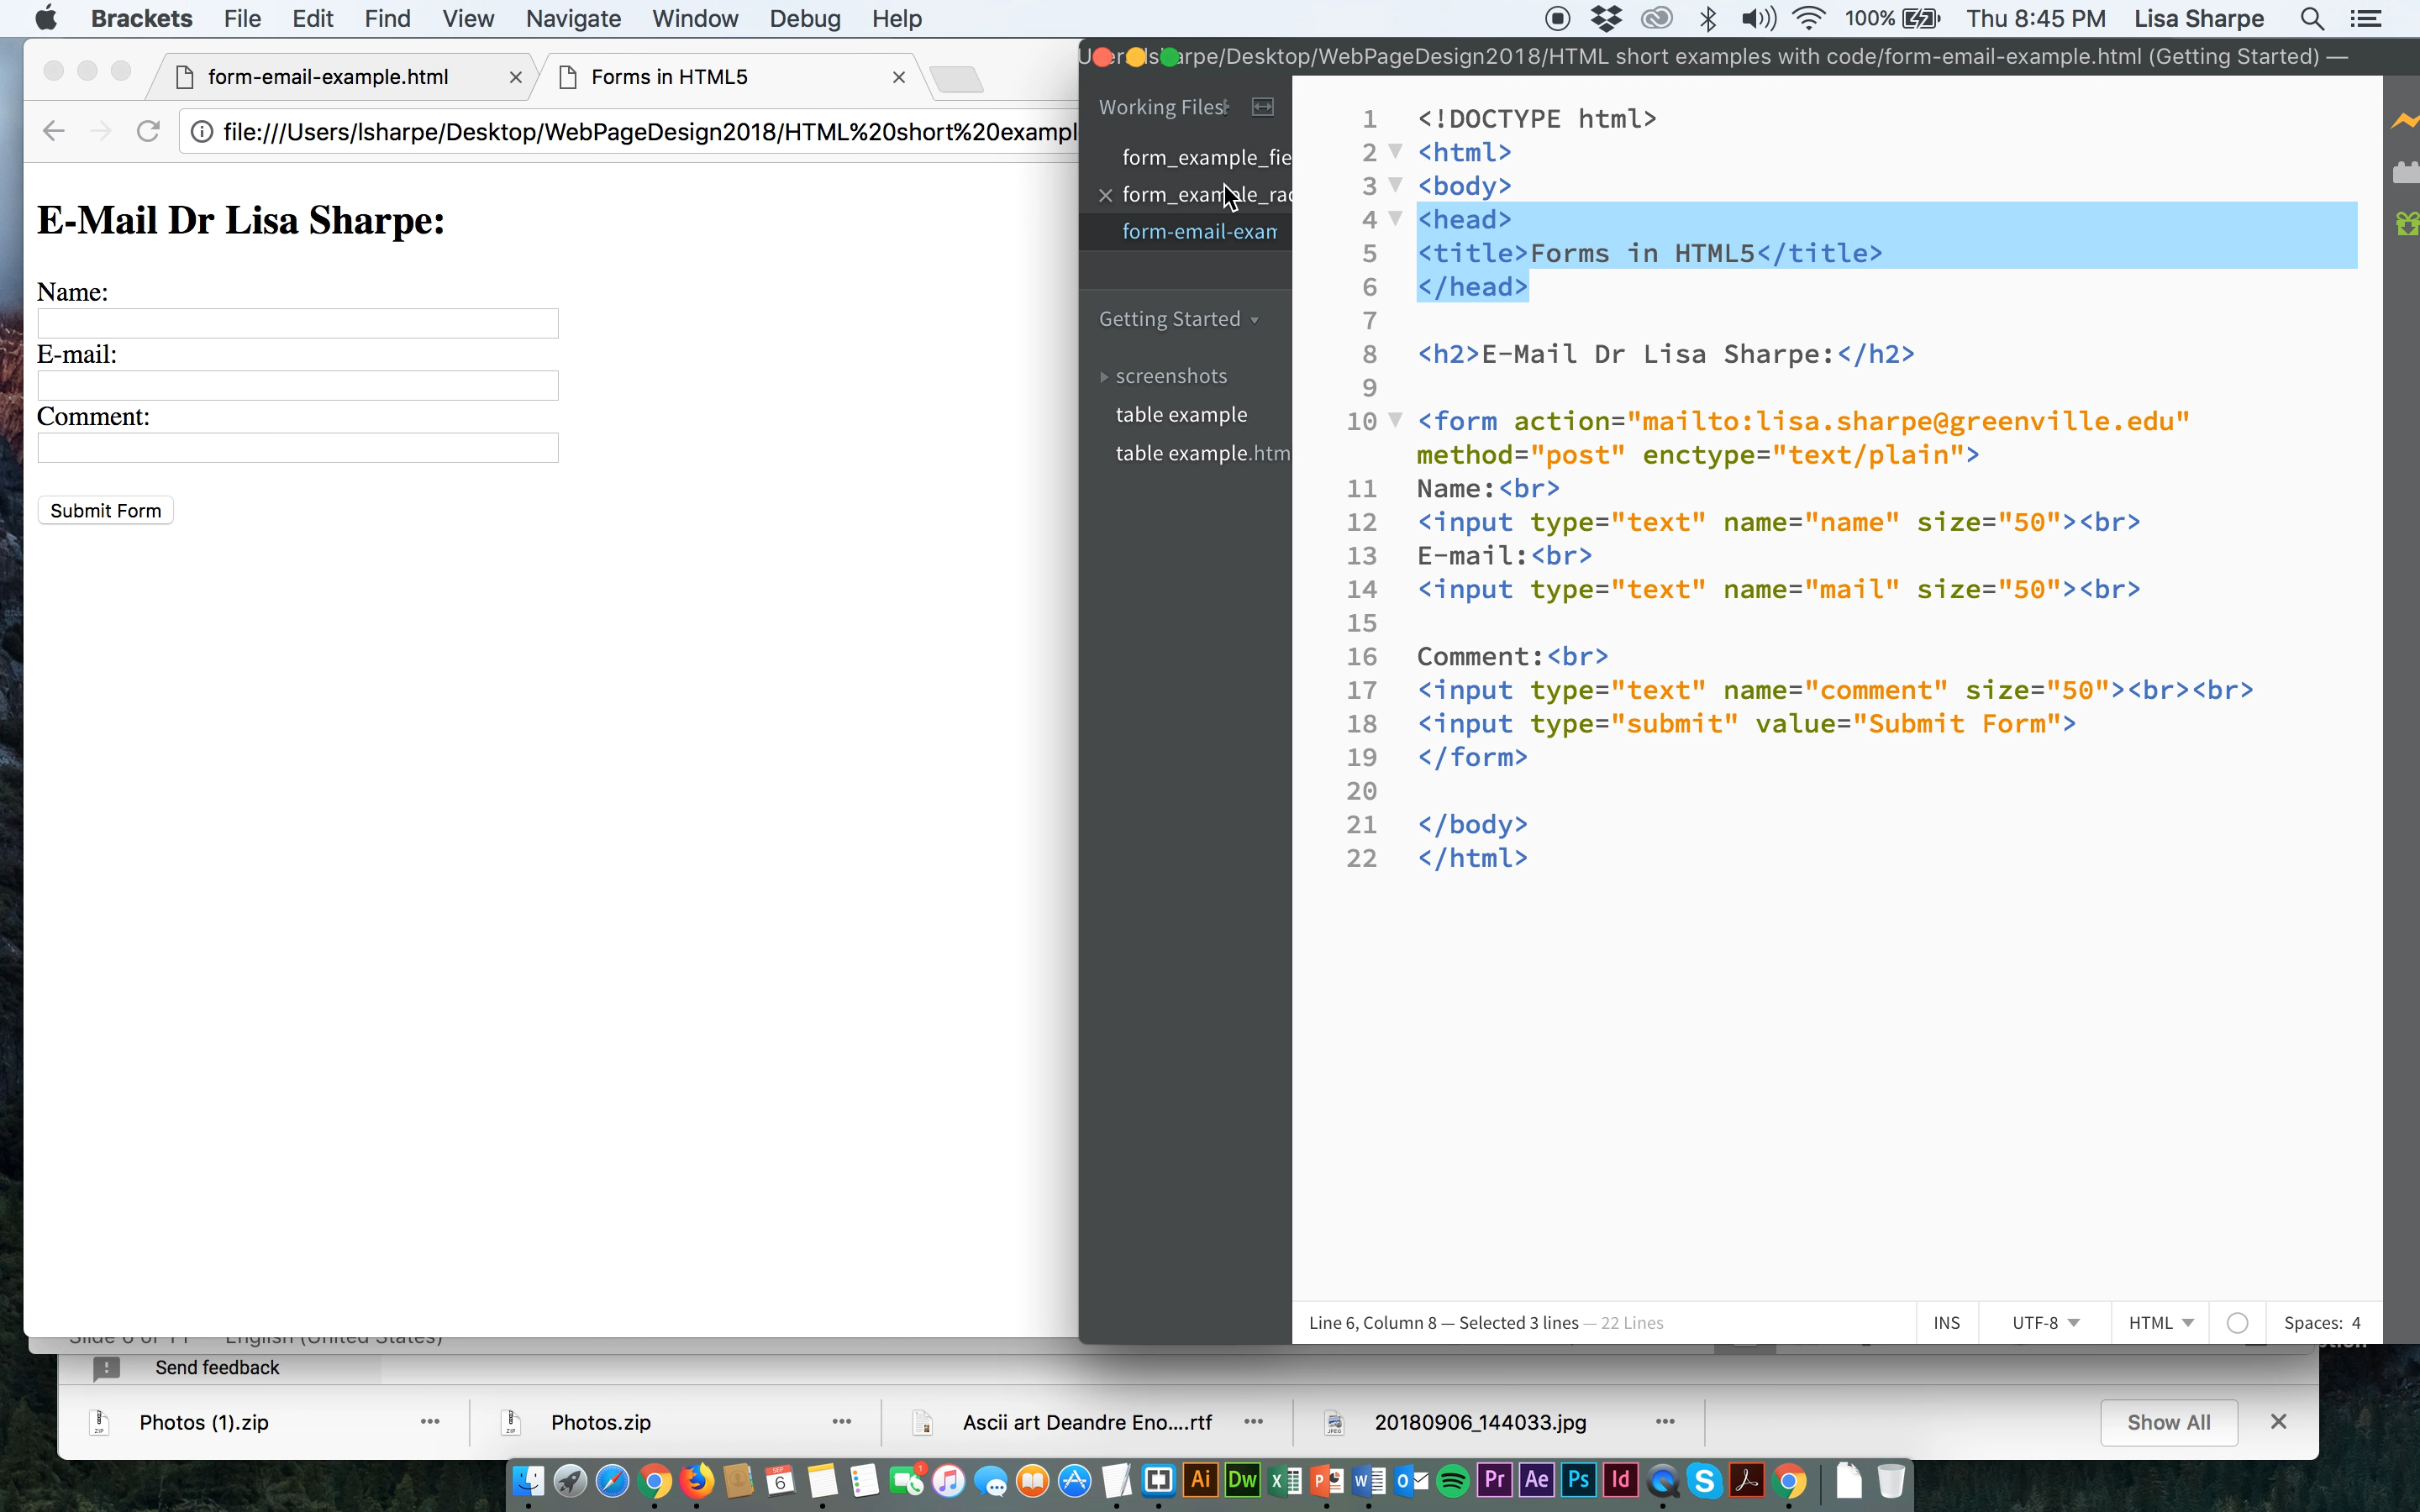 Brackets File Edit Find View Navigate Window Debug Help 100% Thu 8:45 PM Lisa Sharpe
form-email-example.html Forms in HTML5
file:///Users/lsharpe/Desktop/WebPageDesign2018/HTML%20short%20exampl
E-Mail Dr Lisa Sharpe:
Name:
E-mail:
Comment:
Submit Form
arpe/Desktop/WebPageDesign2018/HTML short examples with code/form-email-example.html (Getting Started) —
Working Files
form_example_fie
form_example_rad
form-email-exam
Getting Started
screenshots
table example
table example.htm
1 <!DOCTYPE html>
2 <html>
3 <body>
4 <head>
5 <title>Forms in HTML5</title>
6 </head>
7
8 <h2>E-Mail Dr Lisa Sharpe:</h2>
9
10 <form action="mailto:lisa.sharpe@greenville.edu"
method="post" enctype="text/plain">
11 Name:<br>
12 <input type="text" name="name" size="50"><br>
13 E-mail:<br>
14 <input type="text" name="mail" size="50"><br>
15
16 Comment:<br>
17 <input type="text" name="comment" size="50"><br><br>
18 <input type="submit" value="Submit Form">
19 </form>
20
21 </body>
22 </html>
Line 6, Column 8 — Selected 3 lines — 22 Lines INS UTF-8 HTML Spaces: 4
Send feedback
Photos (1).zip Photos.zip Ascii art Deandre Eno....rtf 20180906_144033.jpg Show All
SEP 6 1 Ai Dw Pr Ae Ps Id